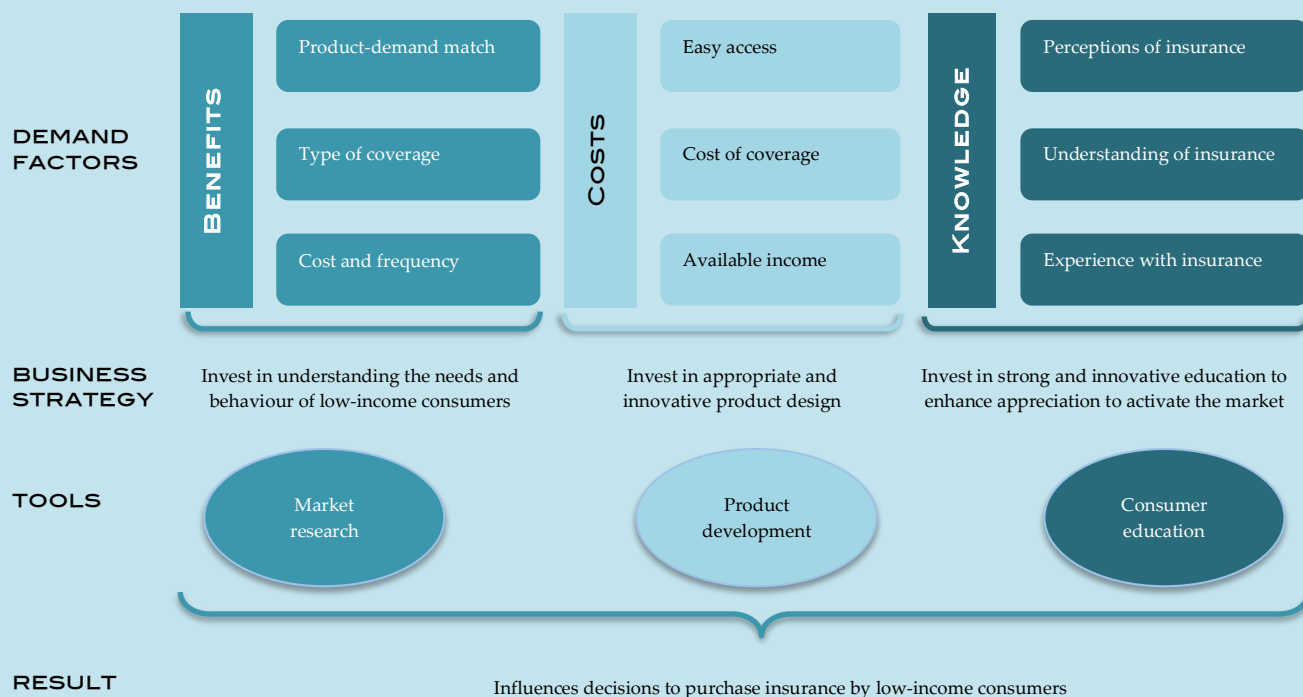 DEMAND
FACTORS
BENEFITS
Product-demand match
Type of coverage
Cost and frequency
COSTS
Easy access
Cost of coverage
Available income
KNOWLEDGE
Perceptions of insurance
Understanding of insurance
Experience with insurance
BUSINESS
STRATEGY
Invest in understanding the needs and
behaviour of low-income consumers
Invest in appropriate and
innovative product design
Invest in strong and innovative education to
enhance appreciation to activate the market
TOOLS
Market
research
Product
development
Consumer
education
RESULT
Influences decisions to purchase insurance by low-income consumers